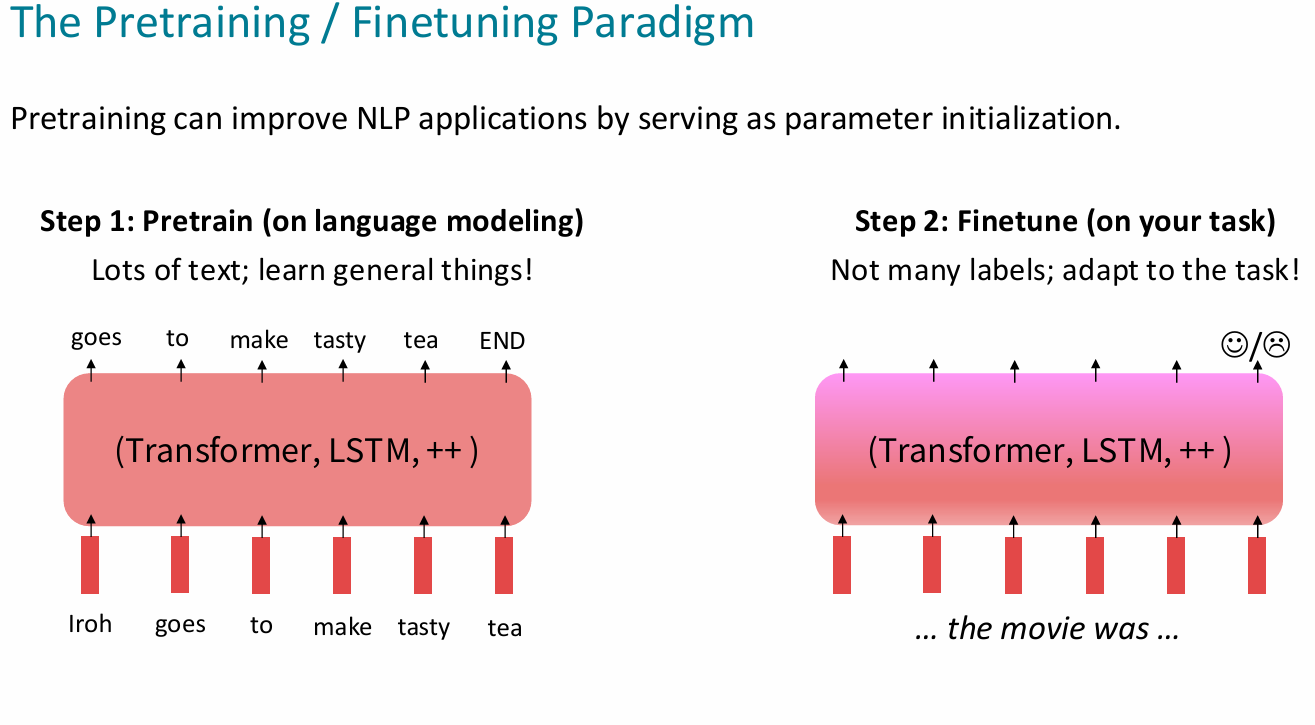 The Pretraining / Finetuning Paradigm
Pretraining can improve NLP applications by serving as parameter initialization.
Step 1: Pretrain (on language modeling)
Lots of text; learn general things!
goes to make tasty tea END
(Transformer, LSTM, ++ )
Iroh goes to make tasty tea
Step 2: Finetune (on your task)
Not many labels; adapt to the task!
☺/☹
(Transformer, LSTM, ++ )
… the movie was …